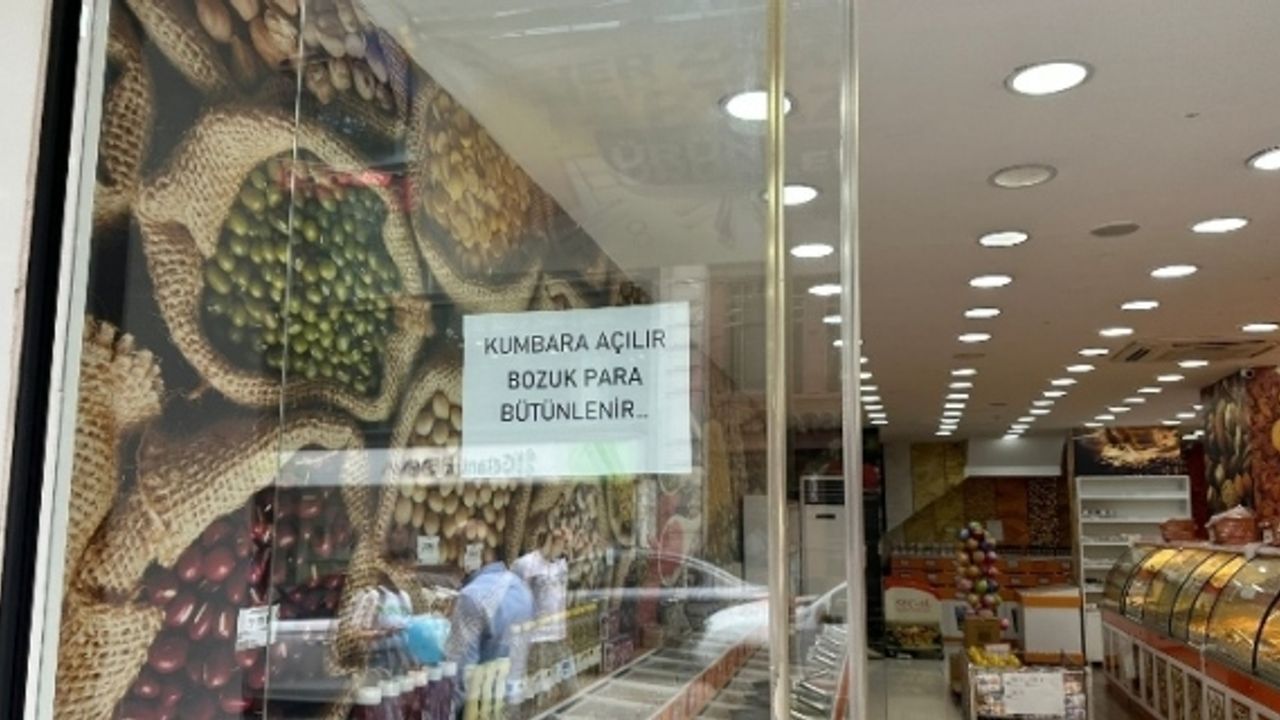 KUMBARA AÇILIR
BOZUK PARA
BÜTÜNLENİR...